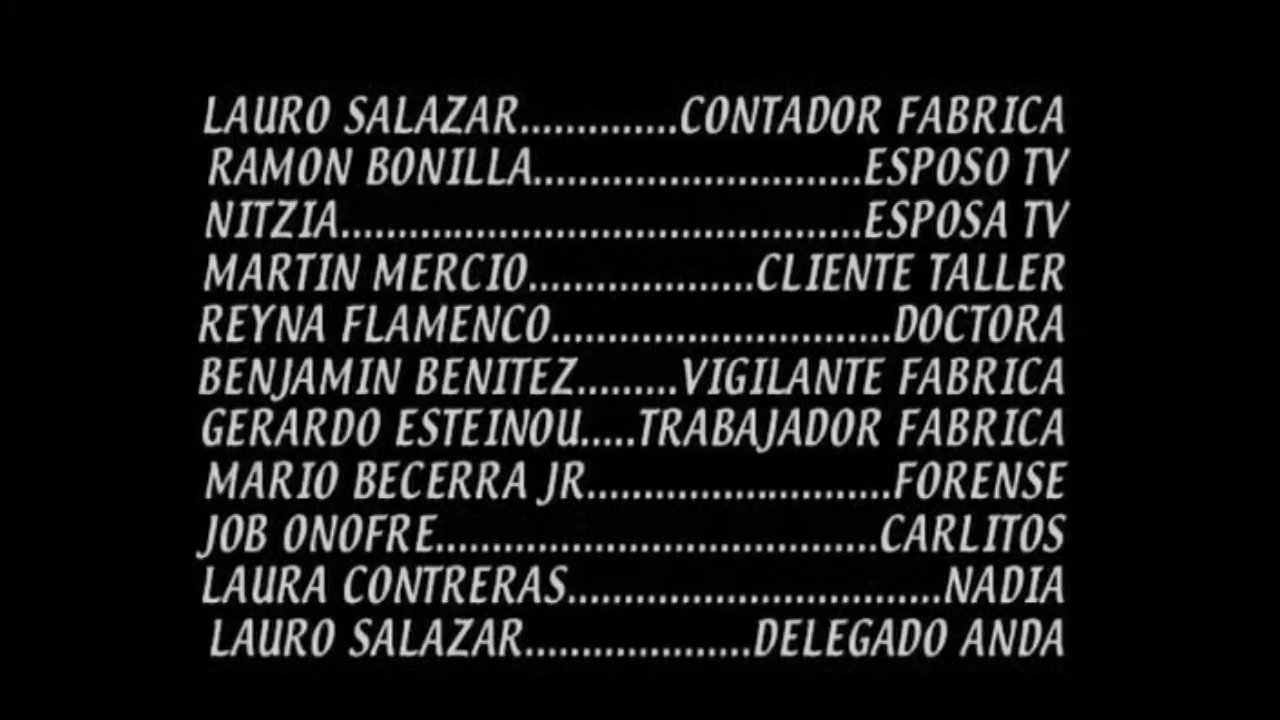 LAURO SALAZAR..............CONTADOR FABRICA
RAMON BONILLA.............................ESPOSO TV
NITZIA..............................................ESPOSA TV
MARTIN MERCIO....................CLIENTE TALLER
REYNA FLAMENCO..............................DOCTORA
BENJAMIN BENITEZ.........VIGILANTE FABRICA
GERARDO ESTEINOU.....TRABAJADOR FABRICA
MARIO BECERRA JR...........................FORENSE
JOB ONOFRE.......................................CARLITOS
LAURA CONTRERAS.................................NADIA
LAURO SALAZAR....................DELEGADO ANDA